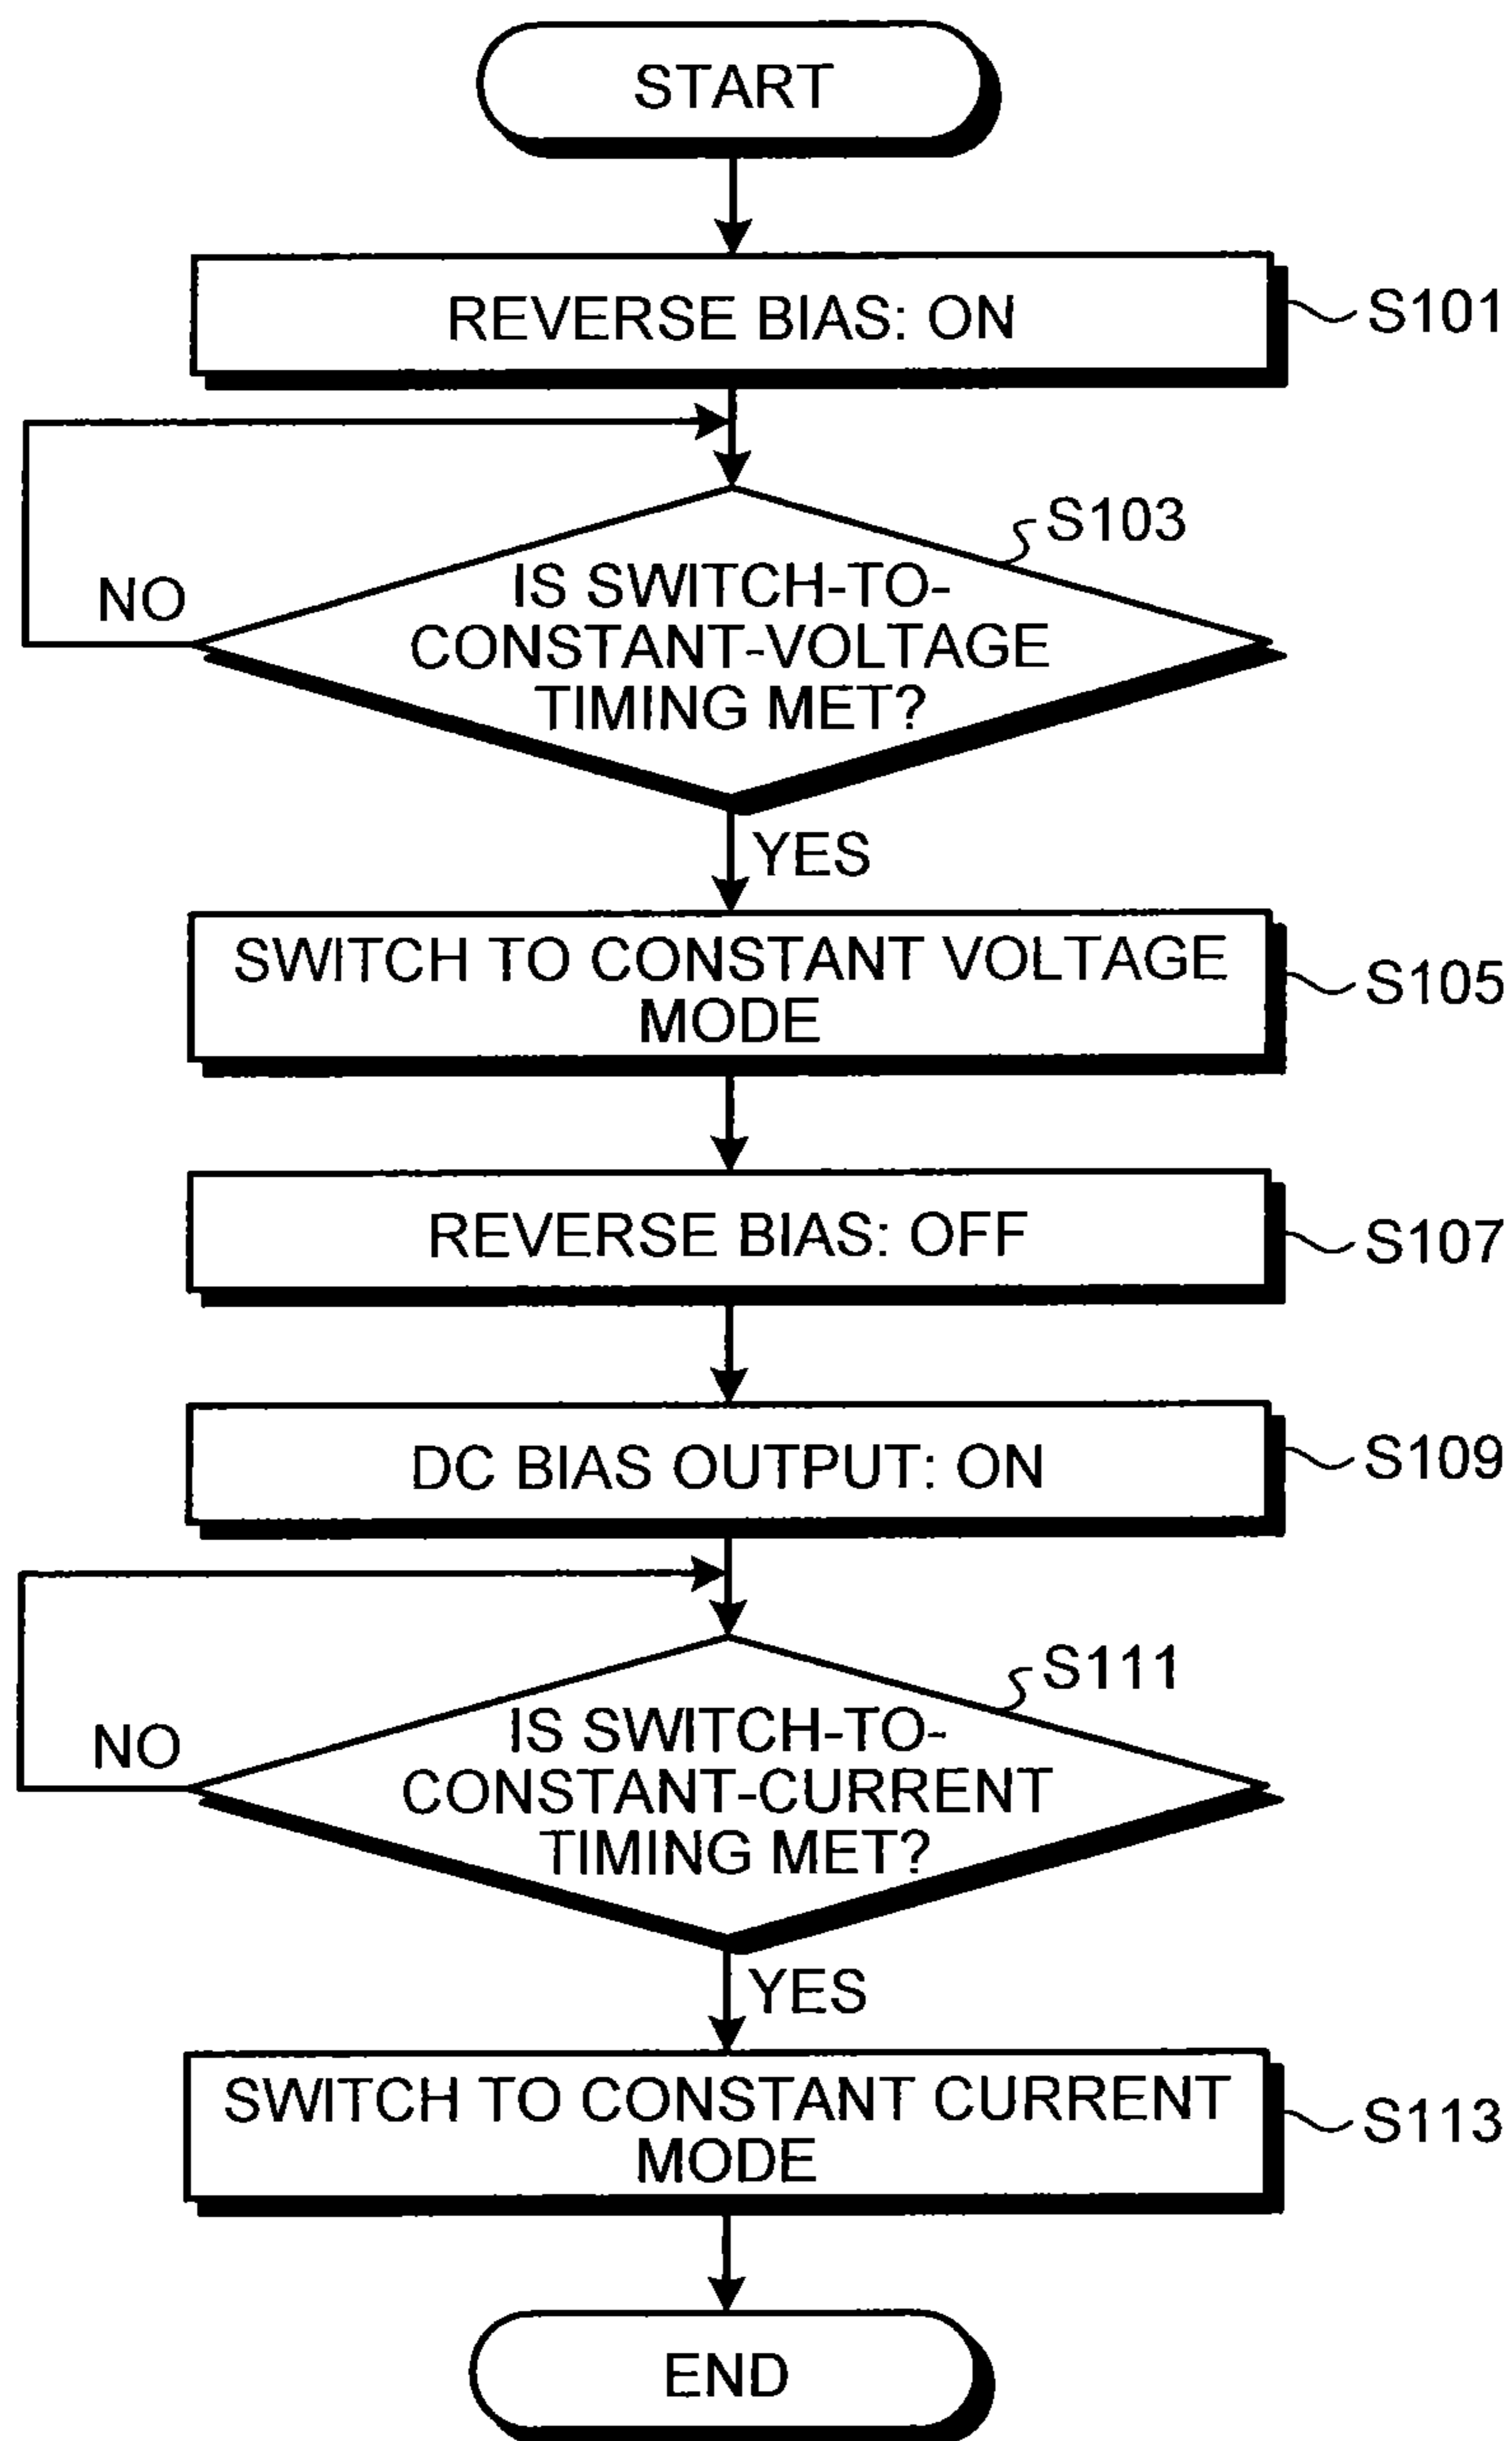 START
REVERSE BIAS: ON
S101
S103
IS SWITCH-TO-
CONSTANT-VOLTAGE
TIMING MET?
NO
YES
SWITCH TO CONSTANT VOLTAGE
MODE
S105
REVERSE BIAS: OFF
S107
DC BIAS OUTPUT: ON
S109
S111
IS SWITCH-TO-
CONSTANT-CURRENT
TIMING MET?
NO
YES
SWITCH TO CONSTANT CURRENT
MODE
S113
END